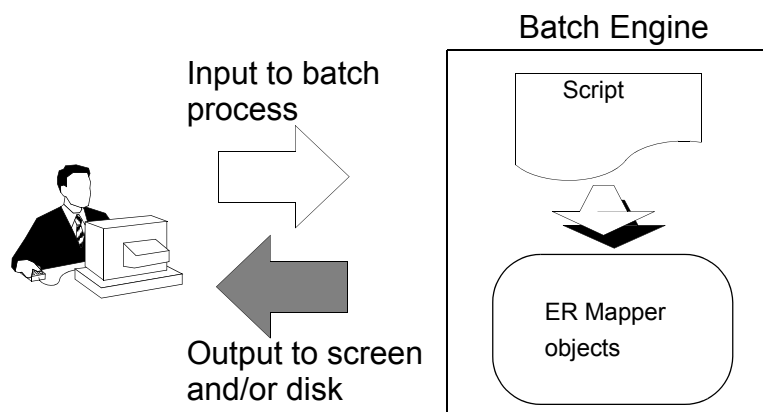 Batch Engine
Input to batch
process
Script
ER Mapper
objects
Output to screen
and/or disk